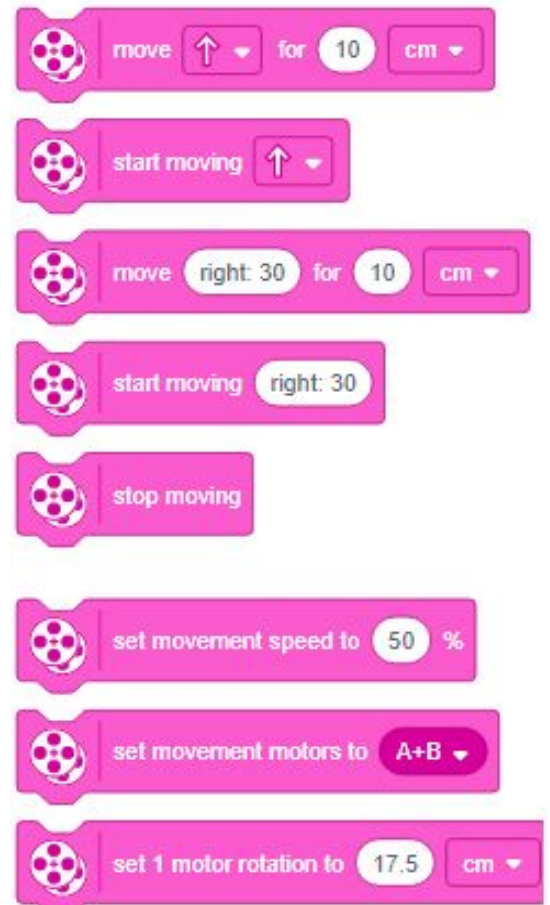 move ↑ for 10 cm
start moving ↑
move right: 30 for 10 cm
start moving right: 30
stop moving
set movement speed to 50 %
set movement motors to A+B
set 1 motor rotation to 17.5 cm